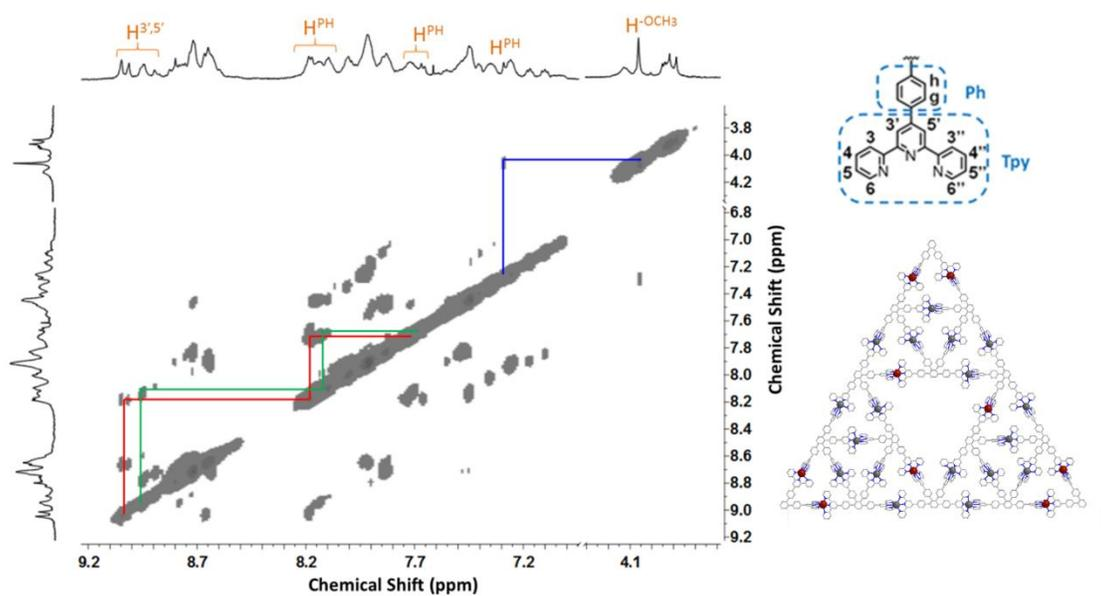 H3',5'
HPH
HPH
HPH
H-OCH3
3.8
4.0
4.2
6.8
7.0
7.2
7.4
7.6
7.8
8.0
8.2
8.4
8.6
8.8
9.0
9.2
Chemical Shift (ppm)
9.2 8.7 8.2 7.7 7.2 4.1
Chemical Shift (ppm)
h
g
Ph
3' 5'
3 3''
4 4''
N
5 N N 5''
6 6''
Tpy